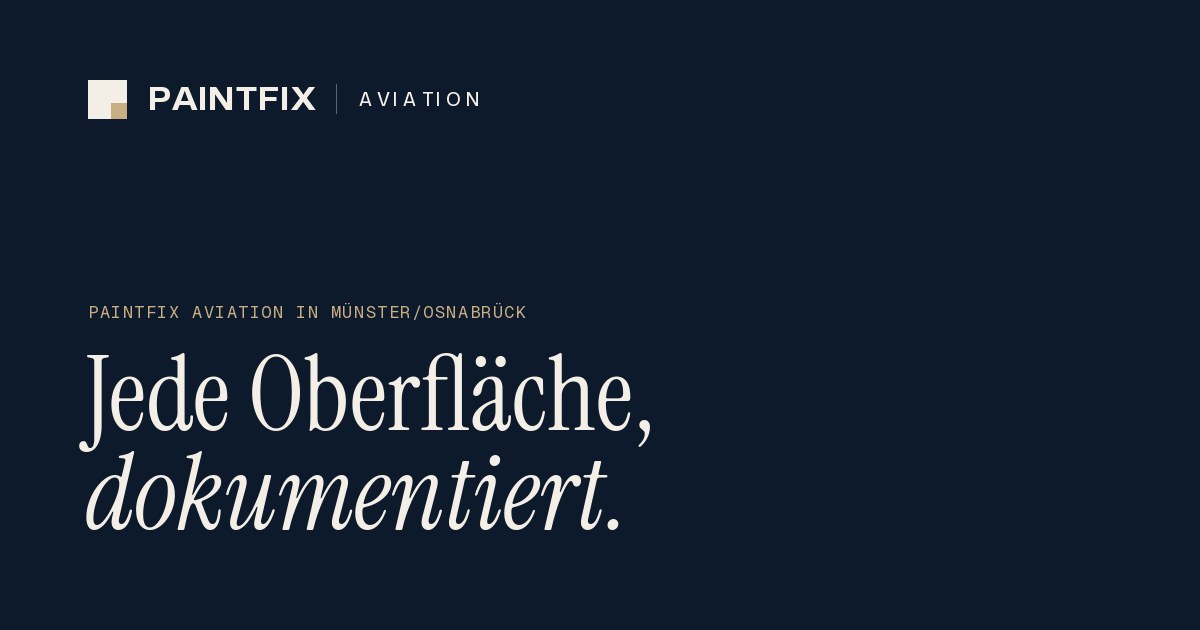 PAINTFIX | AVIATION
PAINTFIX AVIATION IN MÜNSTER/OSNABRÜCK
Jede Oberfläche,
dokumentiert.